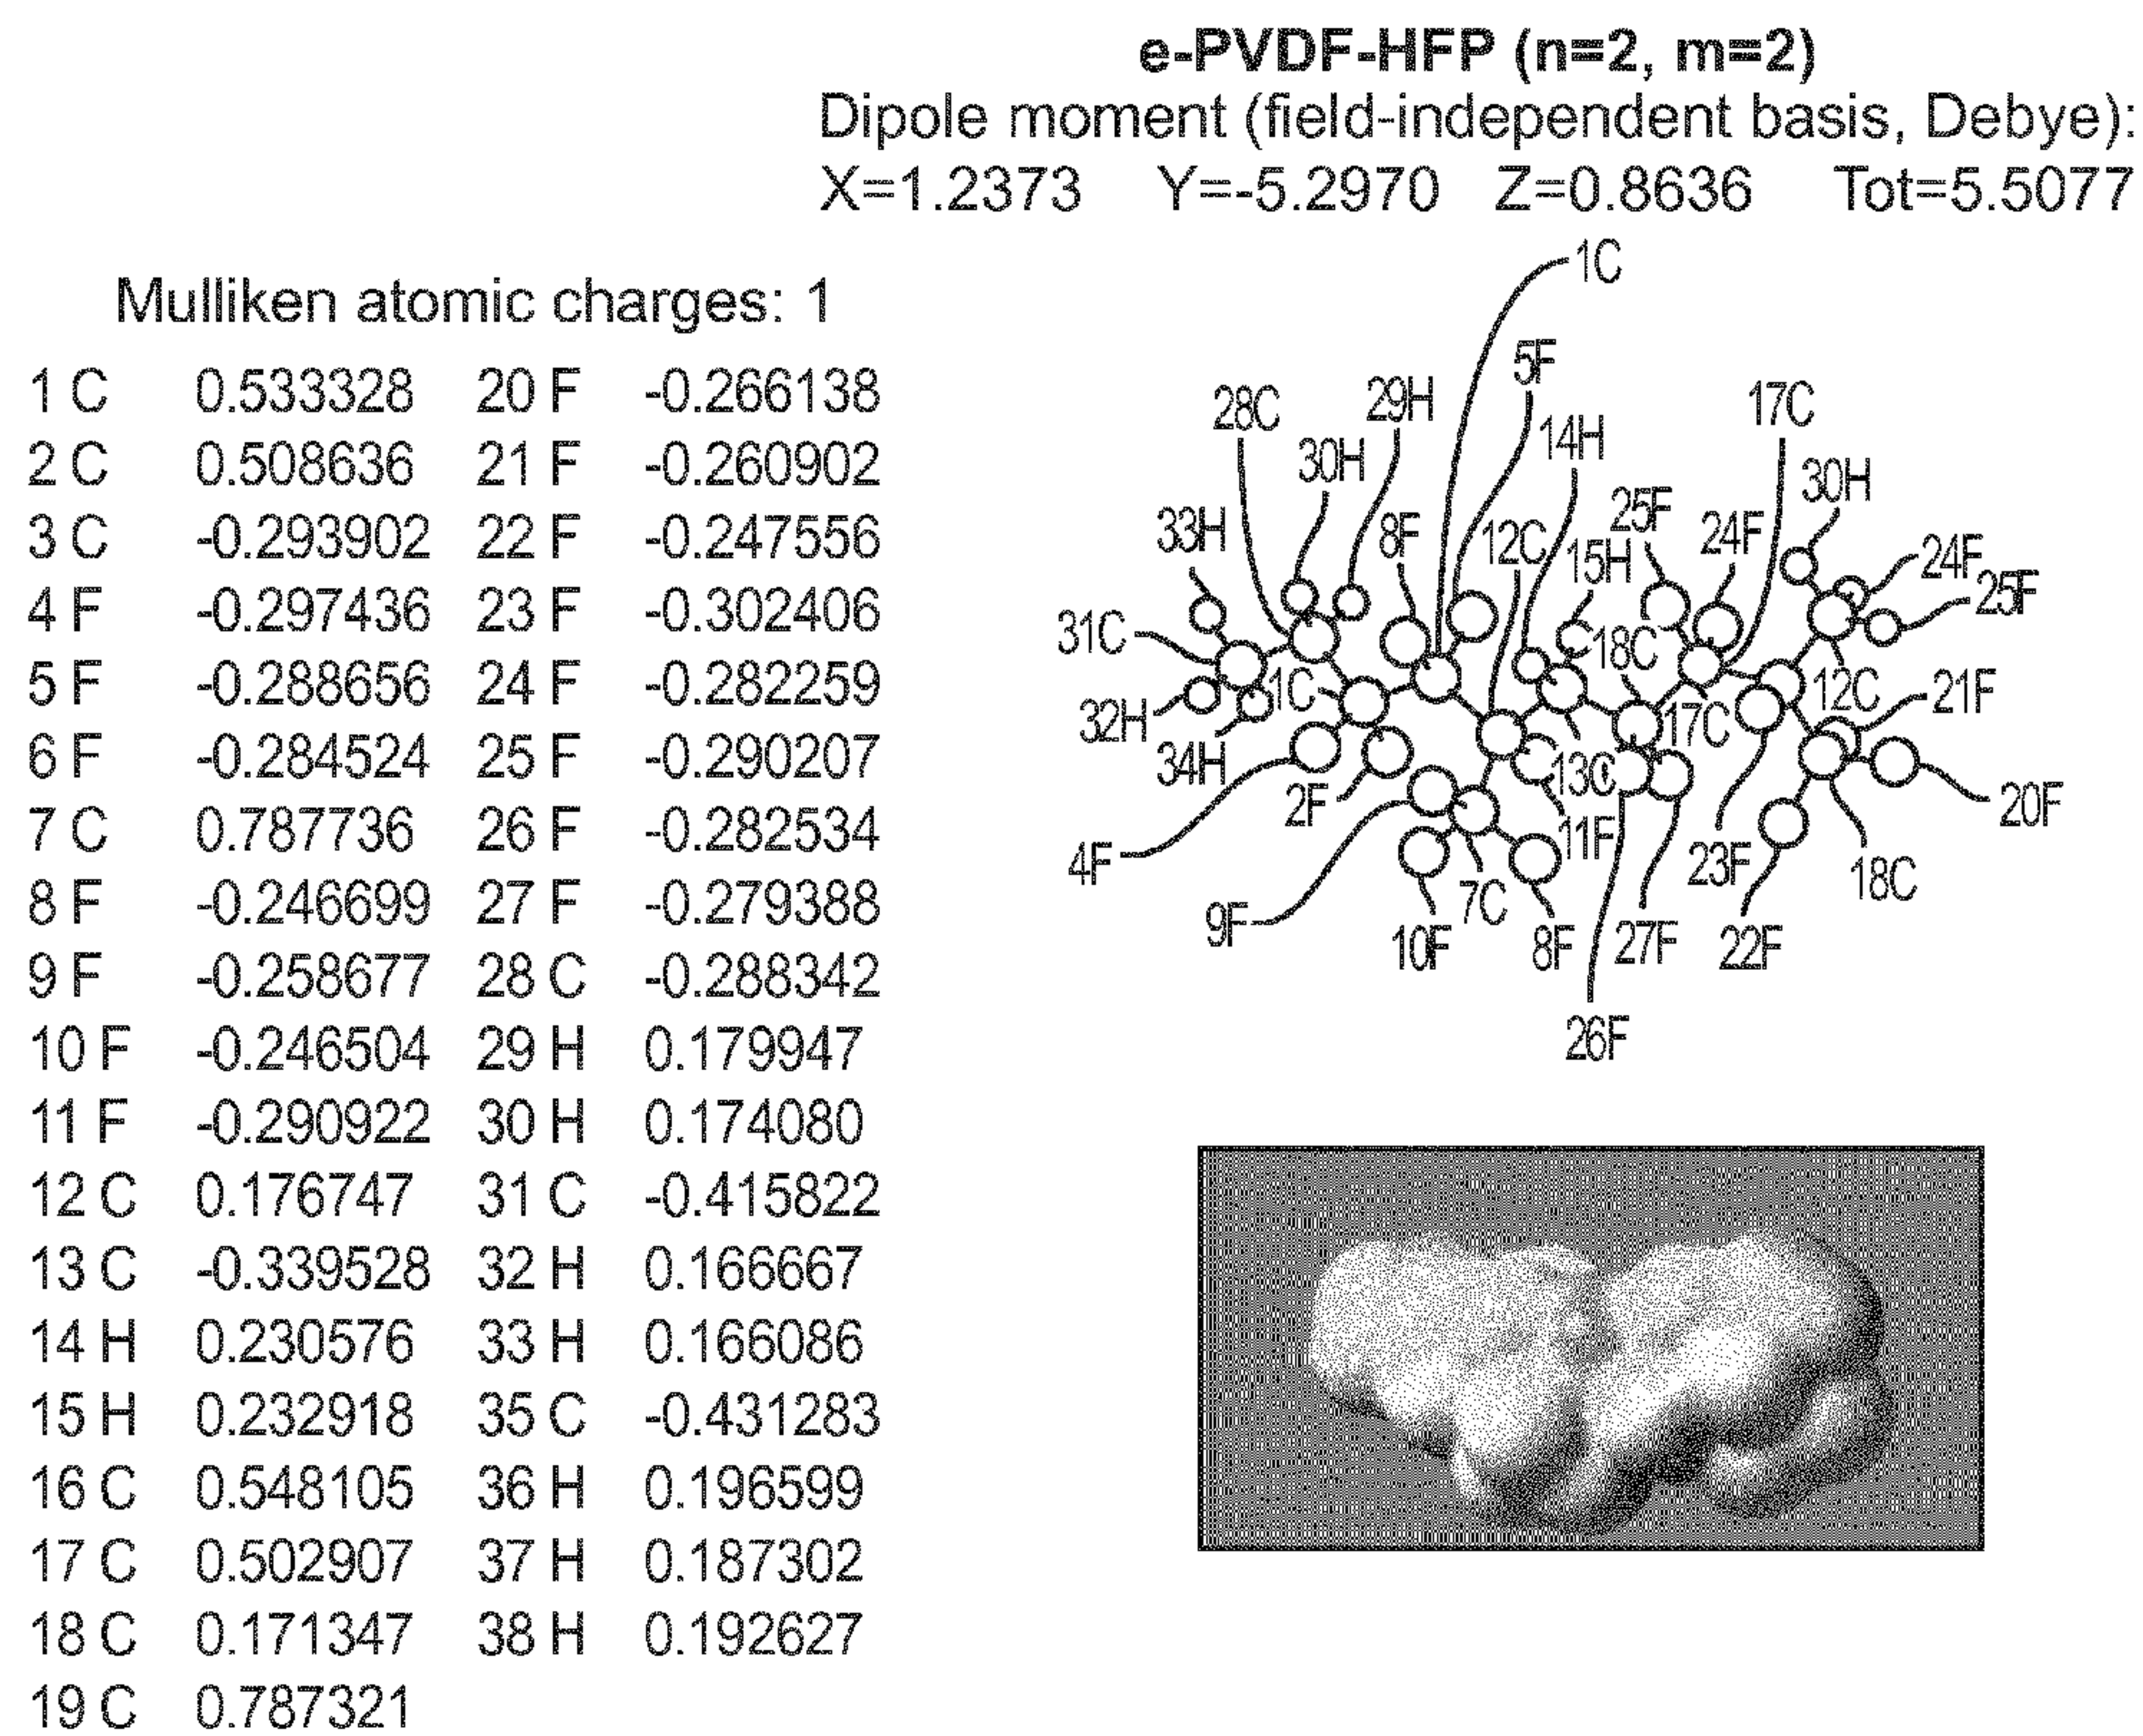 e-PVDF-HFP (n=2, m=2)
Dipole moment (field-independent basis, Debye):
X=1.2373 Y=-5.2970 Z=0.8636 Tot=5.5077
Mulliken atomic charges: 1
1 C 0.533328 20 F -0.266138
2 C 0.508636 21 F -0.260902
3 C -0.293902 22 F -0.247556
4 F -0.297436 23 F -0.302406
5 F -0.288656 24 F -0.282259
6 F -0.284524 25 F -0.290207
7 C 0.787736 26 F -0.282534
8 F -0.246699 27 F -0.279388
9 F -0.258677 28 C -0.288342
10 F -0.246504 29 H 0.179947
11 F -0.290922 30 H 0.174080
12 C 0.176747 31 C -0.415822
13 C -0.339528 32 H 0.166667
14 H 0.230576 33 H 0.166086
15 H 0.232918 35 C -0.431283
16 C 0.548105 36 H 0.196599
17 C 0.502907 37 H 0.187302
18 C 0.171347 38 H 0.192627
19 C 0.787321
1C
5F
28C
29H
17C
14H
30H
30H
33H
8F
12C
25F
24F
15H
24F
25F
31C
18C
1C
12C
21F
32H
17C
34H
13C
2F
20F
11F
4F
23F
18C
9F
7C
10F
8F
27F
22F
26F